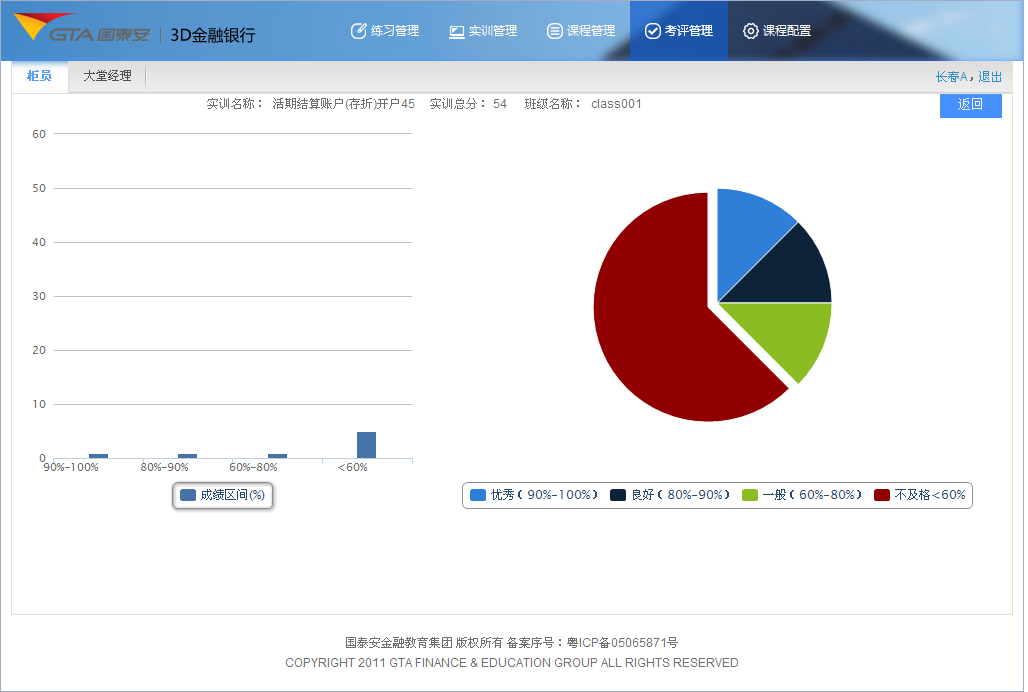 GTA 国泰安 | 3D金融银行 练习管理 实训管理 课程管理 考评管理 课程配置
柜员 大堂经理 长春A，退出
实训名称： 活期结算账户(存折)开户45 实训总分： 54 班级名称： class001 返回
60
50
40
30
20
10
0
90%-100% 80%-90% 60%-80% <60%
成绩区间(%) 优秀(90%-100%) 良好(80%-90%) 一般(60%-80%) 不及格<60%
国泰安金融教育集团 版权所有 备案序号：粤ICP备05065871号
COPYRIGHT 2011 GTA FINANCE & EDUCATION GROUP ALL RIGHTS RESERVED